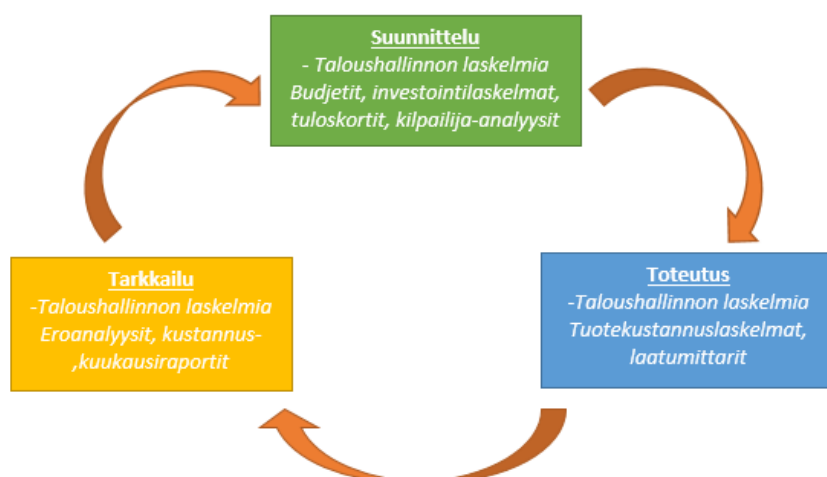 Suunnittelu
- Taloushallinnon laskelmia
Budjetit, investointilaskelmat,
tuloskortit, kilpailija-analyysit
Tarkkailu
-Taloushallinnon laskelmia
Eroanalyysit, kustannus-
,kuukausiraportit
Toteutus
-Taloushallinnon laskelmia
Tuotekustannuslaskelmat,
laatumittarit